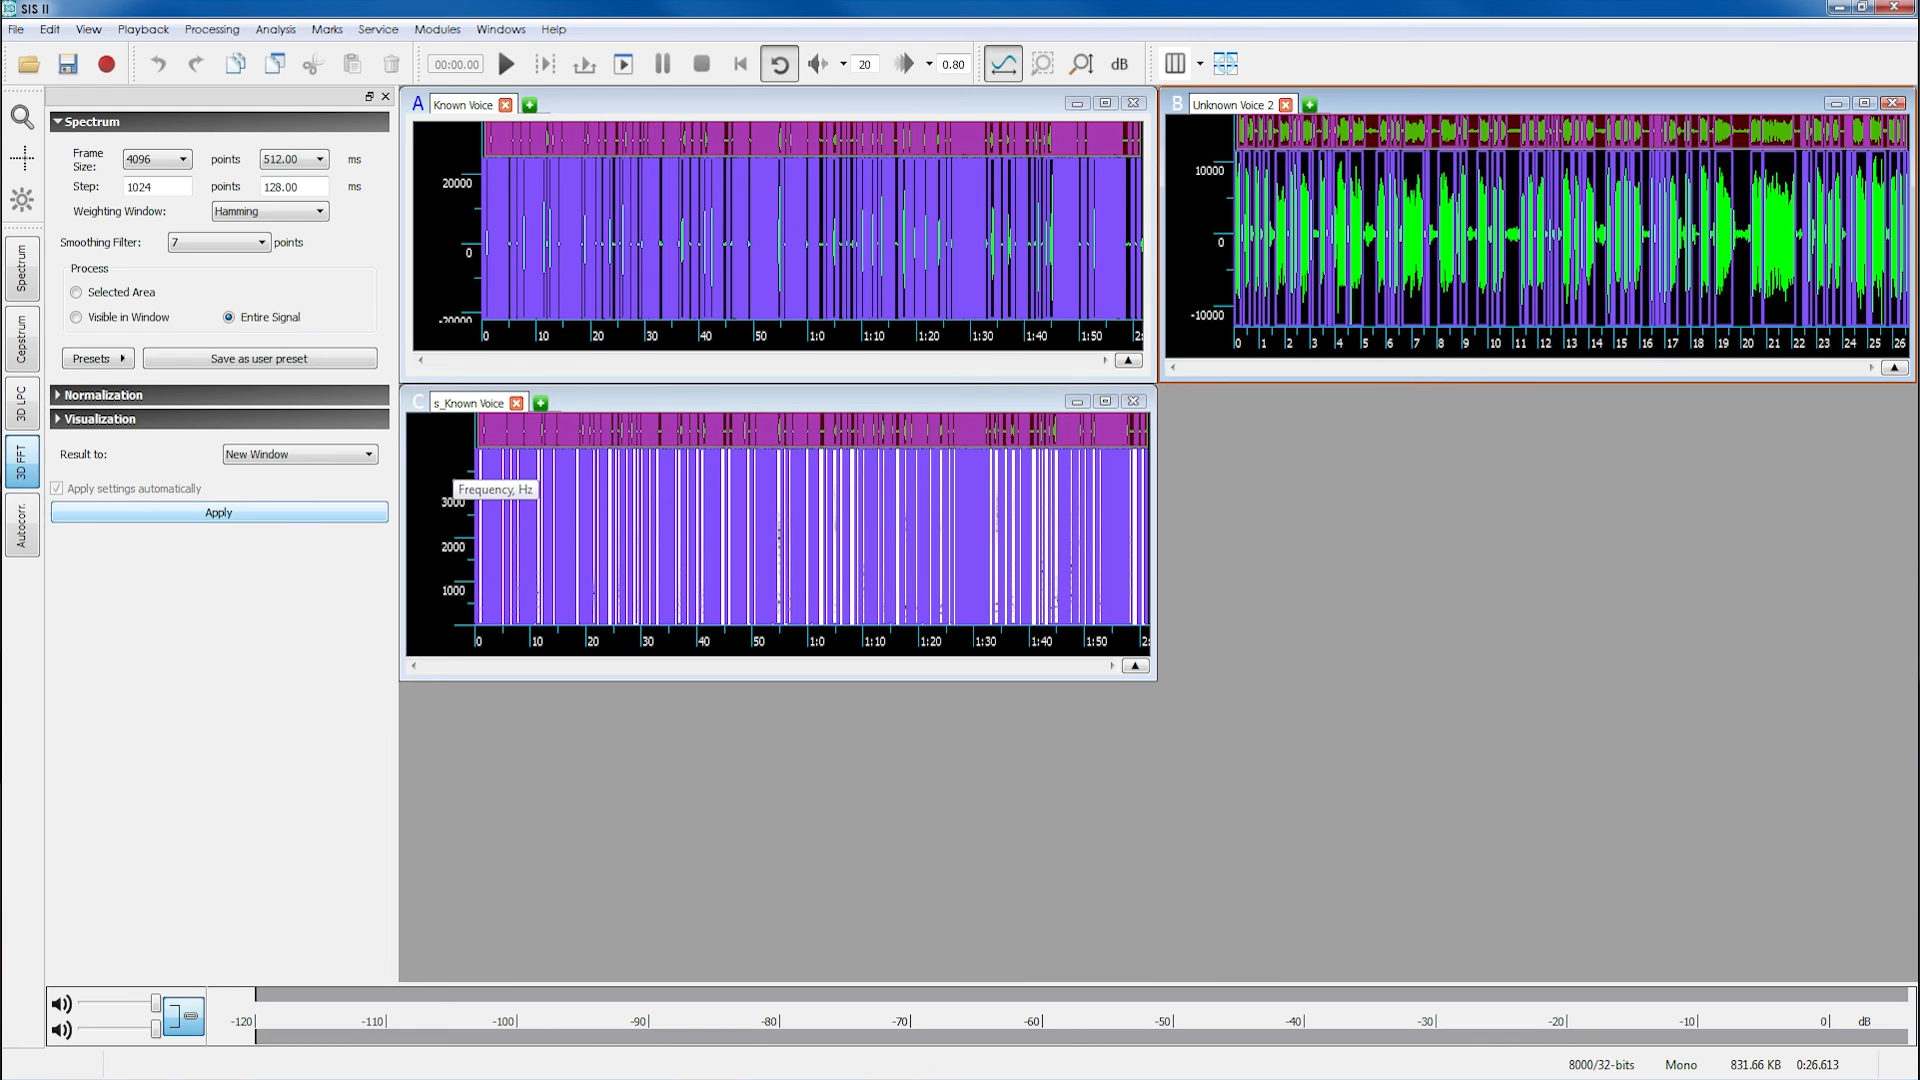 SIS II
File Edit View Playback Processing Analysis Marks Service Modules Windows Help
00:00.00 20 0.80 dB
Spectrum
Frame Size: 4096 points 512.00 ms
Step: 1024 points 128.00 ms
Weighting Window: Hamming
Smoothing Filter: 7 points
Process
Selected Area
Visible in Window Entire Signal
Presets Save as user preset
Normalization
Visualization
Result to: New Window
Apply settings automatically
Apply
Spectrum
Cepstrum
3D LPC
3D FFT
Autocorr.
A Known Voice
20000
0
-20000
0 10 20 30 40 50 1:0 1:10 1:20 1:30 1:40 1:50 2:
B Unknown Voice 2
10000
0
-10000
0 1 2 3 4 5 6 7 8 9 10 11 12 13 14 15 16 17 18 19 20 21 22 23 24 25 26
C s_Known Voice
Frequency, Hz
3000
2000
1000
0 10 20 30 40 50 1:0 1:10 1:20 1:30 1:40 1:50 2:
-120 -110 -100 -90 -80 -70 -60 -50 -40 -30 -20 -10 0 dB
8000/32-bits Mono 831.66 KB 0:26.613